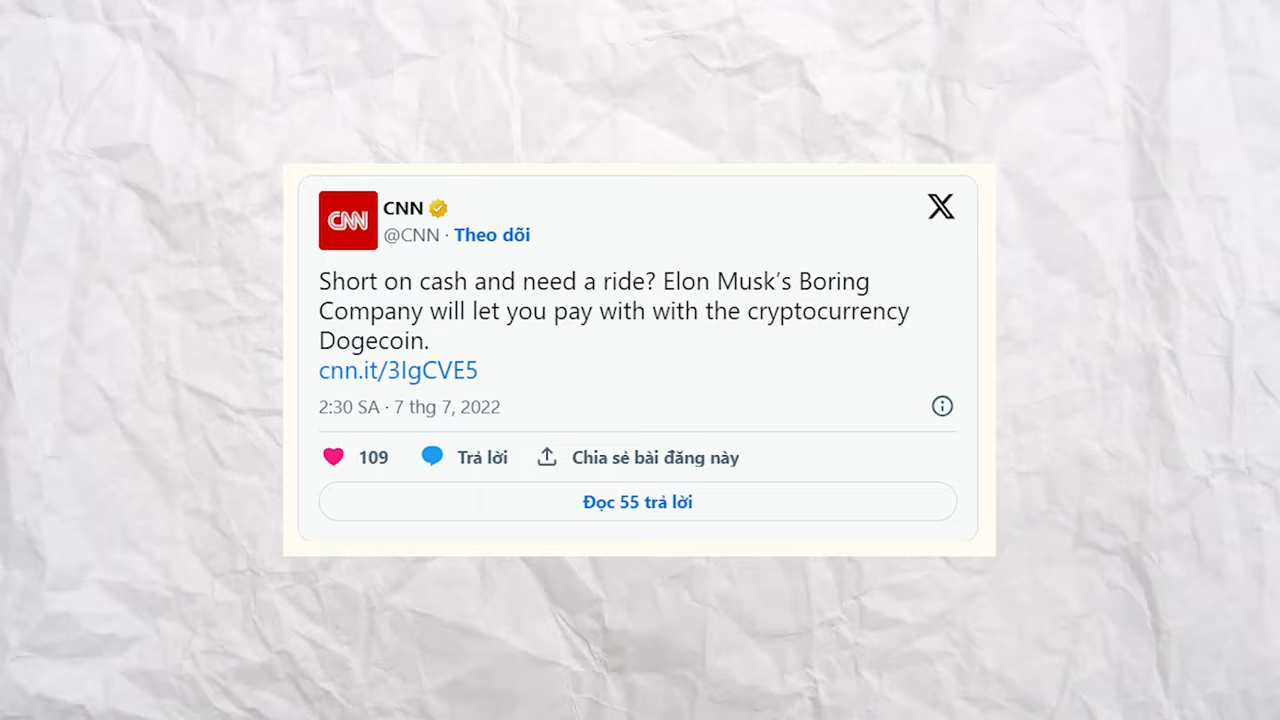 CNN
CNN
@CNN · Theo dõi
Short on cash and need a ride? Elon Musk’s Boring
Company will let you pay with with the cryptocurrency
Dogecoin.
cnn.it/3IgCVE5
2:30 SA · 7 thg 7, 2022
109 Trả lời Chia sẻ bài đăng này
Đọc 55 trả lời